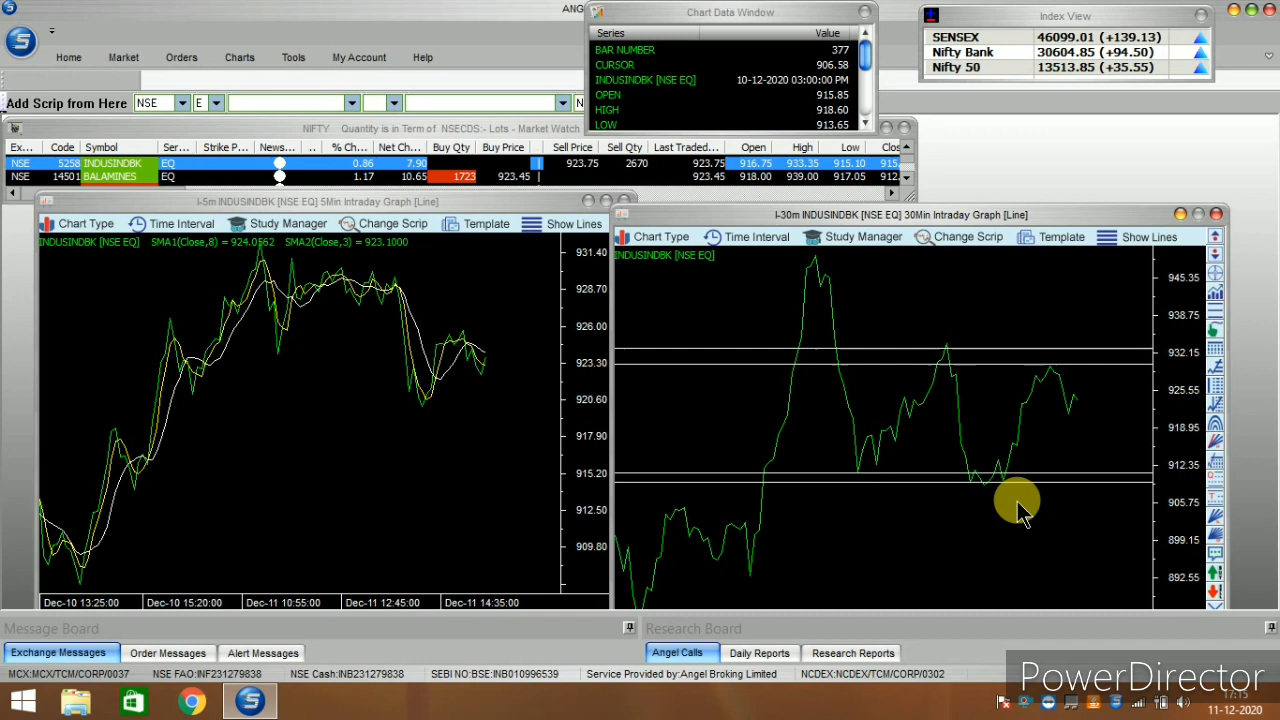 ANG
Home Market Orders Charts Tools My Account Help
Add Scrip from Here NSE E N
Chart Data Window
Series Value
BAR NUMBER 377
CURSOR 906.58
INDUSINDBK [NSE EQ] 10-12-2020 03:00:00 PM
OPEN 915.85
HIGH 918.60
LOW 913.65
Index View
SENSEX 46099.01 (+139.13)
Nifty Bank 30604.85 (+94.50)
Nifty 50 13513.85 (+35.55)
NIFTY Quantity is in Term of NSECDS:- Lots - Market Watch
Ex... Code Symbol Ser... Strike P... News... .. % Ch... Net Ch... Buy Qty Buy Price Sell Price Sell Qty Last Traded... Open High Low Clos
NSE 5258 INDUSINDBK EQ 0.86 7.90 923.75 2670 923.75 916.75 933.35 915.10 915
NSE 14501 BALAMINES EQ 1.17 10.65 1723 923.45 923.45 918.00 939.00 917.05 912
I-5m INDUSINDBK [NSE EQ] 5Min Intraday Graph [Line]
Chart Type Time Interval Study Manager Change Scrip Template Show Lines
INDUSINDBK [NSE EQ] SMA1(Close,8) = 924.0562 SMA2(Close,3) = 923.1000
931.40
928.70
926.00
923.30
920.60
917.90
915.20
912.50
909.80
Dec-10 13:25:00 Dec-10 15:20:00 Dec-11 10:55:00 Dec-11 12:45:00 Dec-11 14:35:00
I-30m INDUSINDBK [NSE EQ] 30Min Intraday Graph [Line]
Chart Type Time Interval Study Manager Change Scrip Template Show Lines
INDUSINDBK [NSE EQ]
945.35
938.75
932.15
925.55
918.95
912.35
905.75
899.15
892.55
Message Board Research Board
Exchange Messages Order Messages Alert Messages Angel Calls Daily Reports Research Reports
MCX:MCX/TCM/CORP/0037 NSE FAO:INF231279838 NSE Cash:INB231279838 SEBI NO:BSE:INB010996539 Service Provided by:Angel Broking Limited NCDEX:NCDEX/TCM/CORP/0302
PowerDirector
17:15
11-12-2020